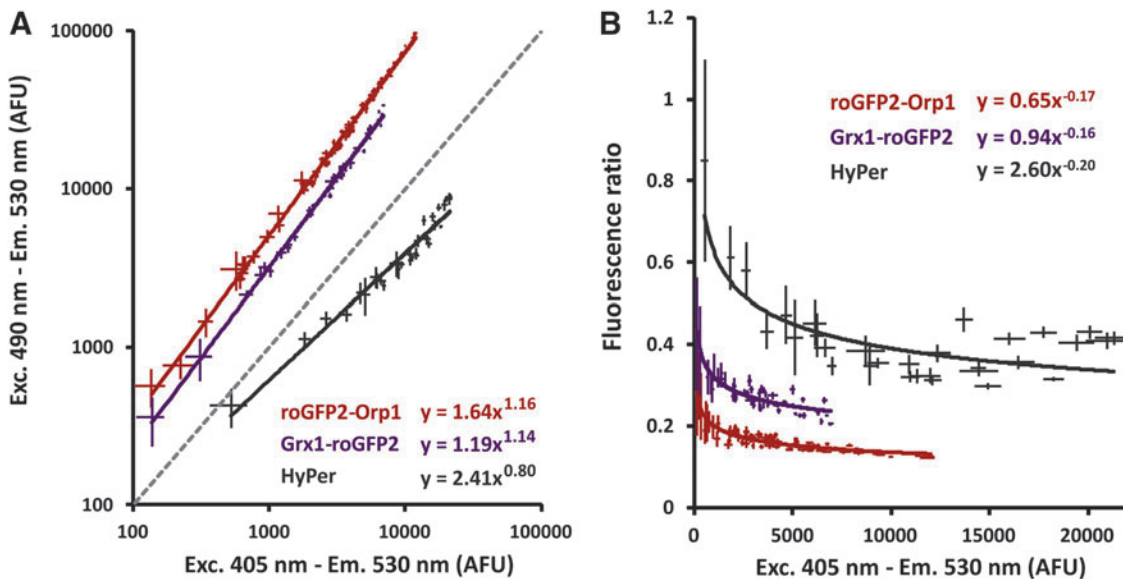 A
Exc. 490 nm - Em. 530 nm (AFU)
100000
10000
1000
100
roGFP2-Orp1 y = 1.64x^1.16
Grx1-roGFP2 y = 1.19x^1.14
HyPer y = 2.41x^0.80
100 1000 10000 100000
Exc. 405 nm - Em. 530 nm (AFU)
B
Fluorescence ratio
1.2
1
0.8
0.6
0.4
0.2
0
roGFP2-Orp1 y = 0.65x^-0.17
Grx1-roGFP2 y = 0.94x^-0.16
HyPer y = 2.60x^-0.20
0 5000 10000 15000 20000
Exc. 405 nm - Em. 530 nm (AFU)